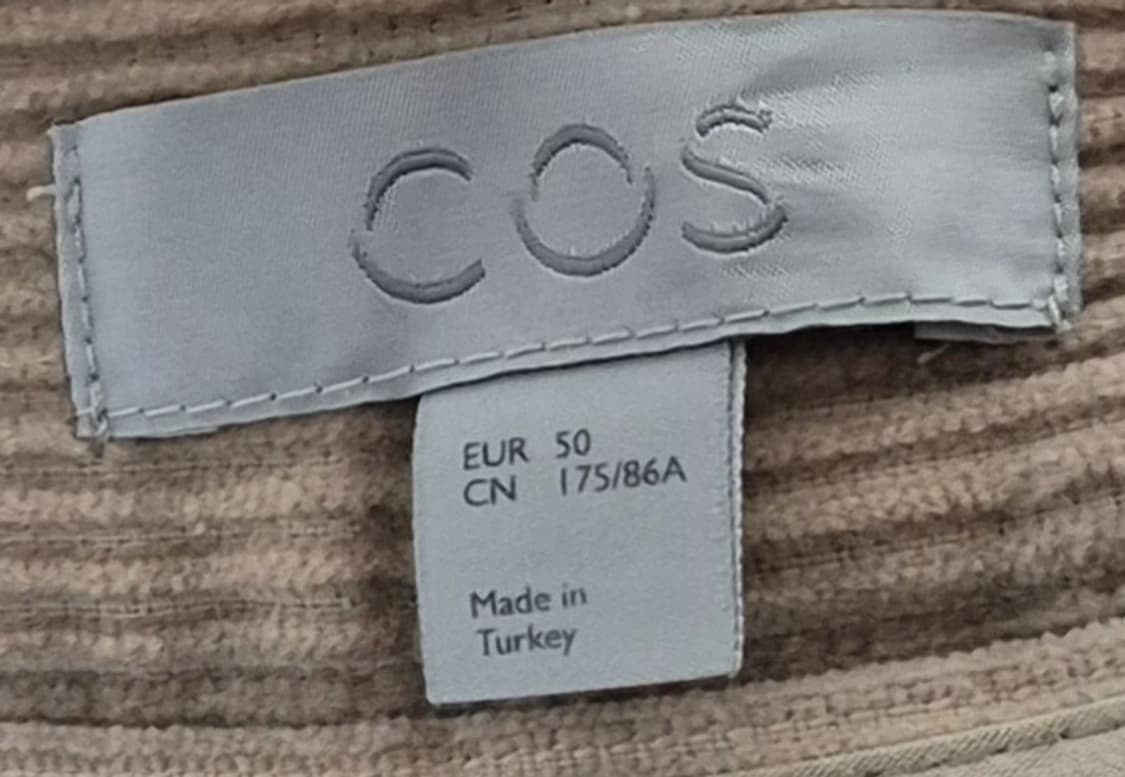 COS
EUR 50
CN 175/86A
Made in
Turkey